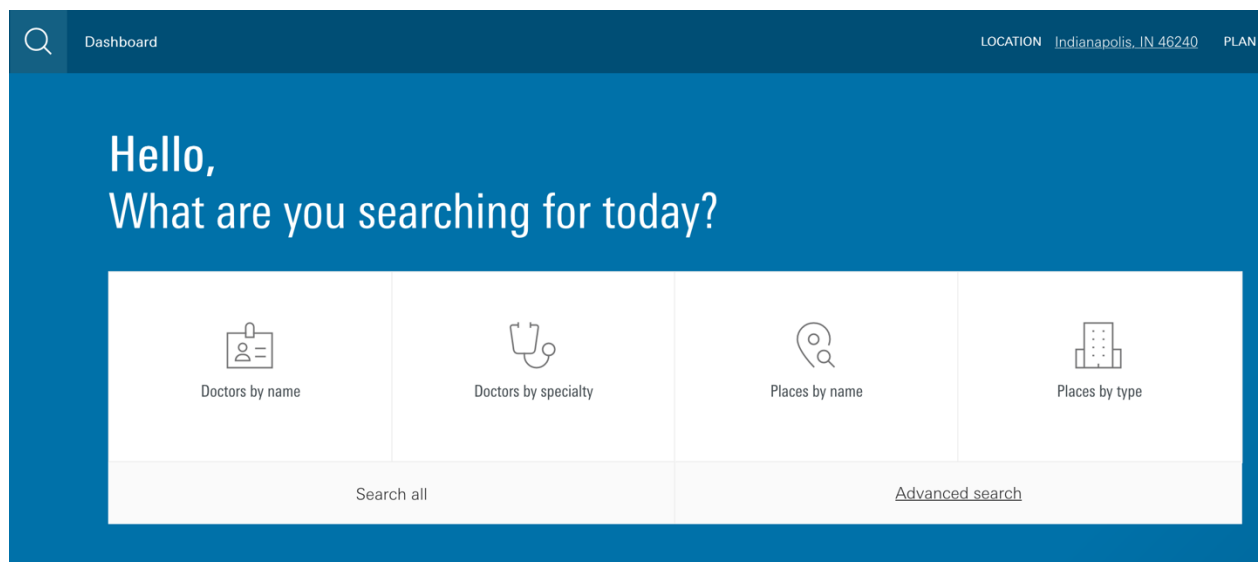 Dashboard
LOCATION Indianapolis, IN 46240 PLAN
Hello,
What are you searching for today?
Doctors by name
Doctors by specialty
Places by name
Places by type
Search all
Advanced search